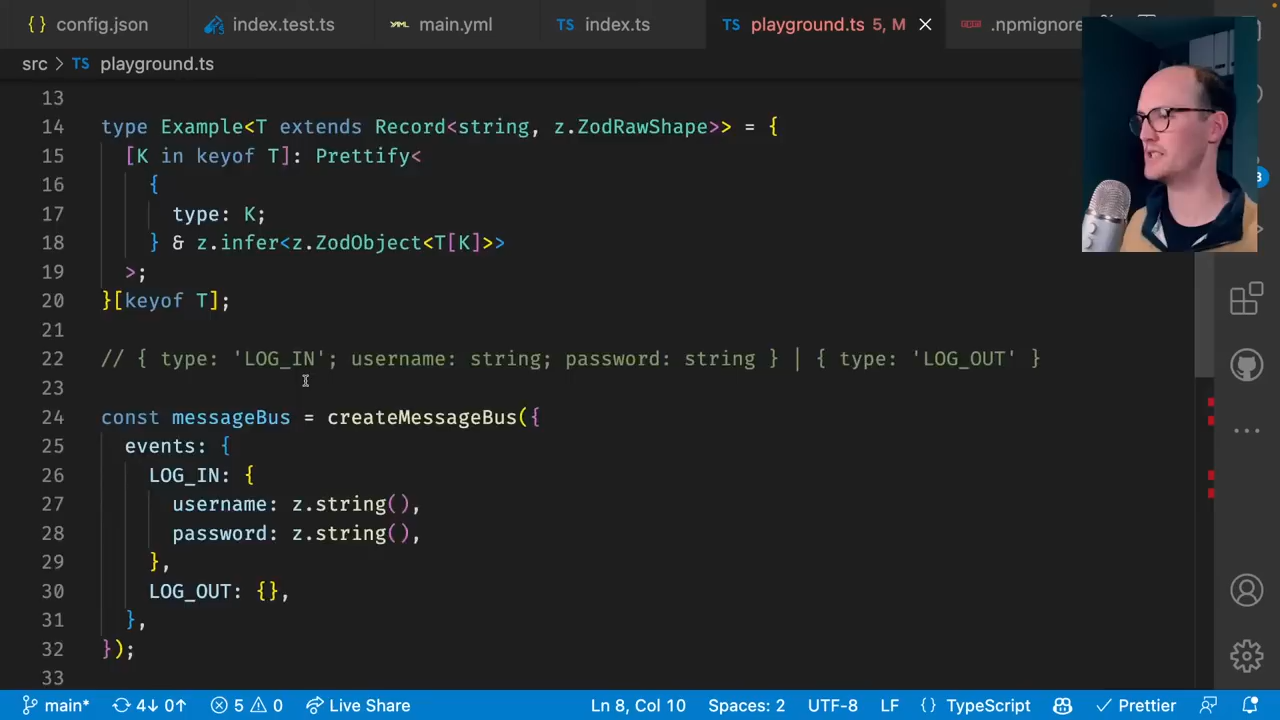 config.json
index.test.ts
main.yml
index.ts
playground.ts 5, M
.npmignore
src > playground.ts
13
14 type Example<T extends Record<string, z.ZodRawShape>> = {
15 [K in keyof T]: Prettify<
16 {
17 type: K;
18 } & z.infer<z.ZodObject<T[K]>>
19 >;
20 }[keyof T];
21
22 // { type: 'LOG_IN'; username: string; password: string } | { type: 'LOG_OUT' }
23
24 const messageBus = createMessageBus({
25 events: {
26 LOG_IN: {
27 username: z.string(),
28 password: z.string(),
29 },
30 LOG_OUT: {},
31 },
32 });
33
main* 4↓ 0↑ 5 0 Live Share Ln 8, Col 10 Spaces: 2 UTF-8 LF {} TypeScript Prettier